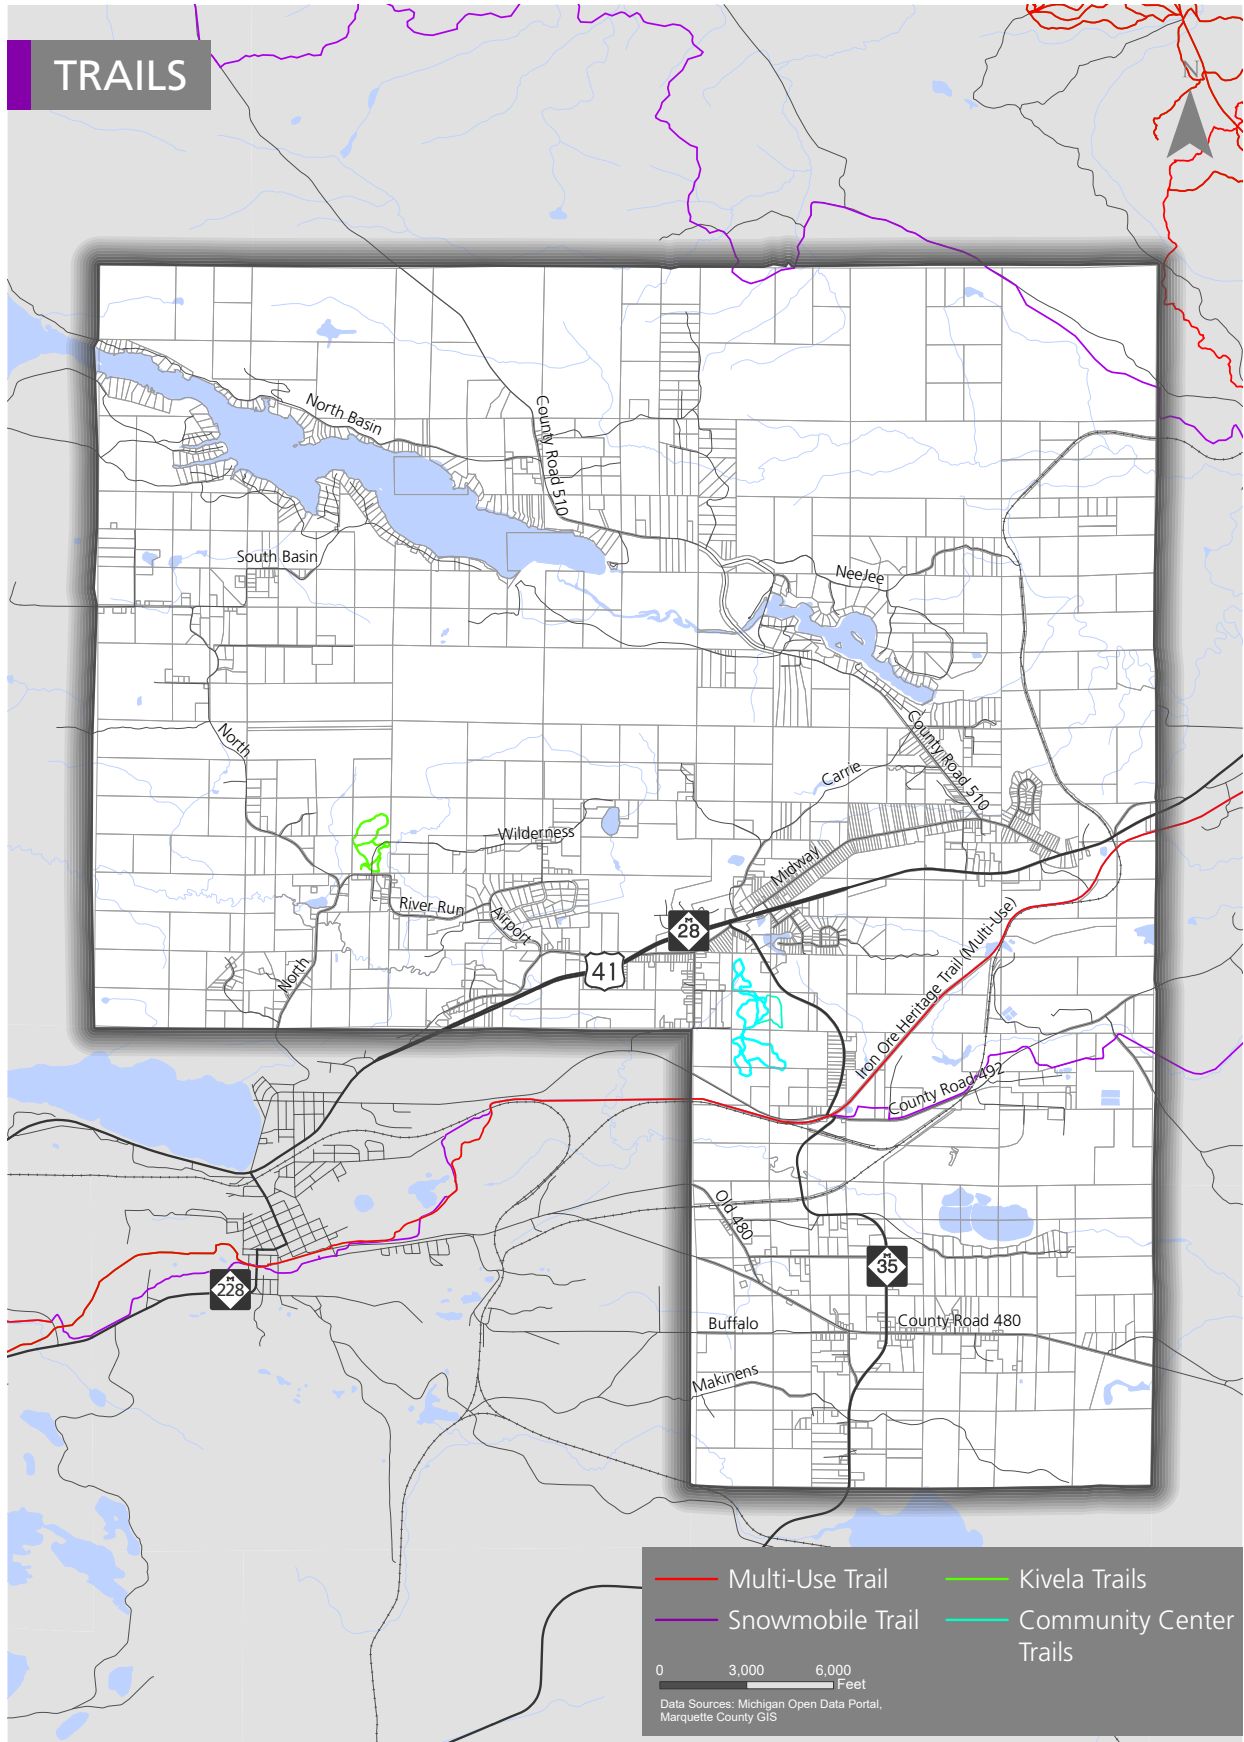 TRAILS
N
North Basin
County Road 510
South Basin
NeeJee
North
County Road 510
Carrie
Wilderness
Midway
River Run
Airport
M
28
41
North
Iron Ore Heritage Trail (Multi-Use)
County Road 492
Old 480
M
35
M
228
Buffalo
County Road 480
Makinens
Multi-Use Trail
Kivela Trails
Snowmobile Trail
Community Center
Trails
0 3,000 6,000
Feet
Data Sources: Michigan Open Data Portal,
Marquette County GIS